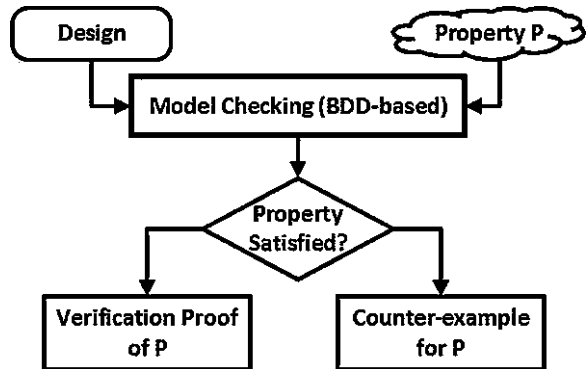 Design
Property P
Model Checking (BDD-based)
Property
Satisfied?
Verification Proof
of P
Counter-example
for P